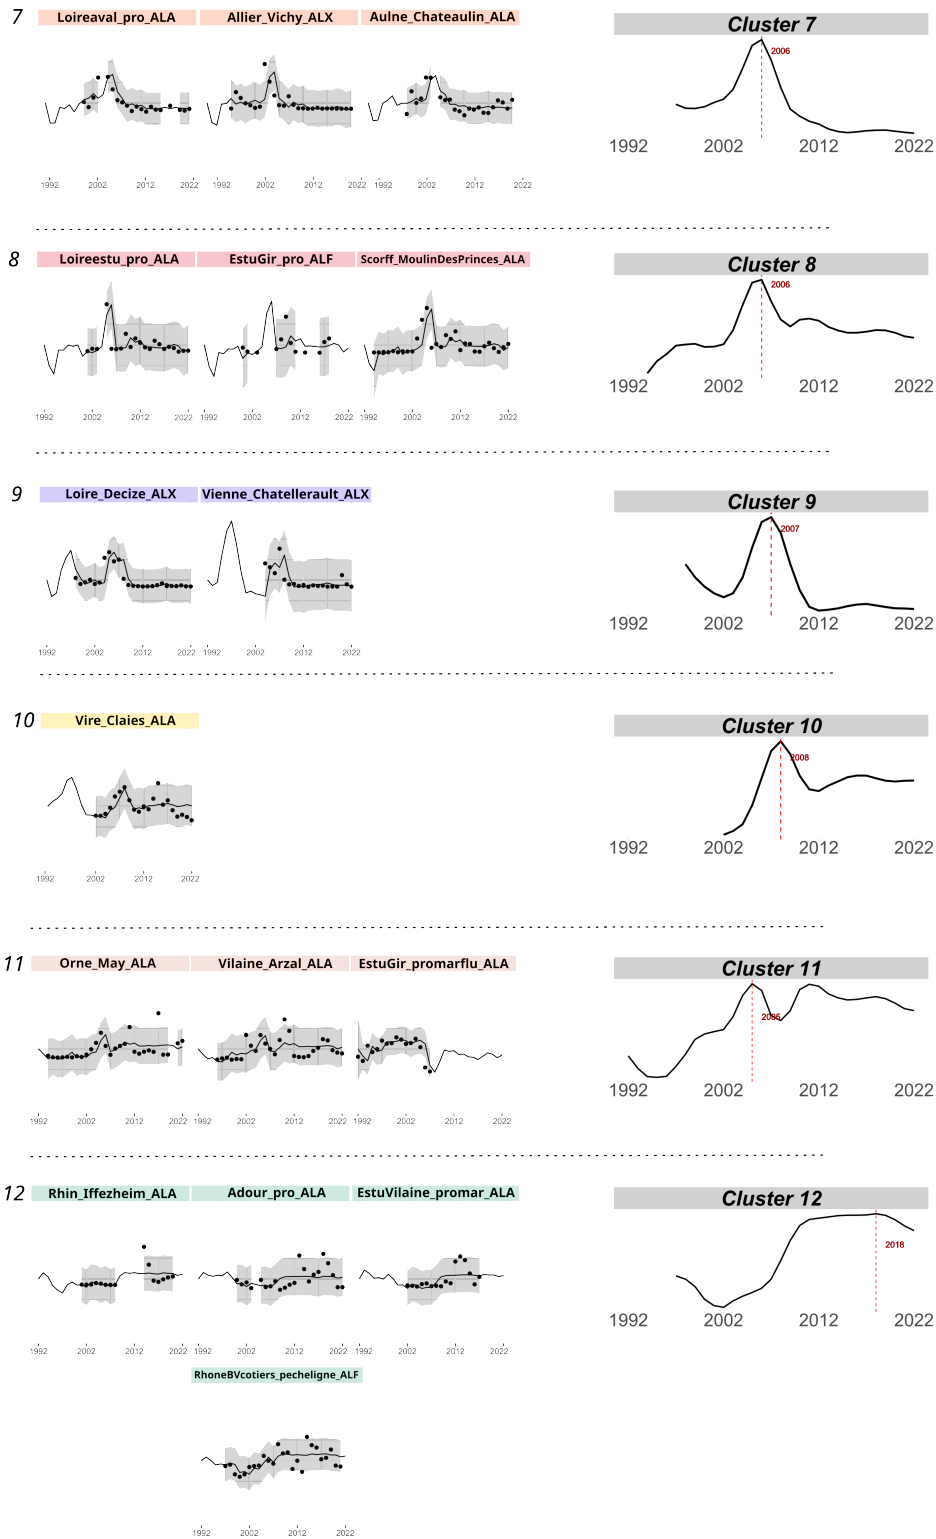 7
Loireaval_pro_ALA Allier_Vichy_ALX Aulne_Chateaulin_ALA
Cluster 7
2006
1992 2002 2012 2022
1992 2002 2012 2022 1992 2002 2012 2022 1992 2002 2012 2022
8
Loireestu_pro_ALA EstuGir_pro_ALF Scorff_MoulinDesPrinces_ALA
Cluster 8
2006
1992 2002 2012 2022
1992 2002 2012 2022 1992 2002 2012 2022 1992 2002 2012 2022
9
Loire_Decize_ALX Vienne_Chatellerault_ALX
Cluster 9
2007
1992 2002 2012 2022
1992 2002 2012 2022 1992 2002 2012 2022
10
Vire_Claies_ALA
Cluster 10
2008
1992 2002 2012 2022
1992 2002 2012 2022
11
Orne_May_ALA Vilaine_Arzal_ALA EstuGir_promarflu_ALA
Cluster 11
2005
1992 2002 2012 2022
1992 2002 2012 2022 1992 2002 2012 2022 1992 2002 2012 2022
12
Rhin_Iffezheim_ALA Adour_pro_ALA EstuVilaine_promar_ALA
Cluster 12
2018
1992 2002 2012 2022
1992 2002 2012 2022 1992 2002 2012 2022 1992 2002 2012 2022
RhoneBVcotiers_pecheligne_ALF
1992 2002 2012 2022